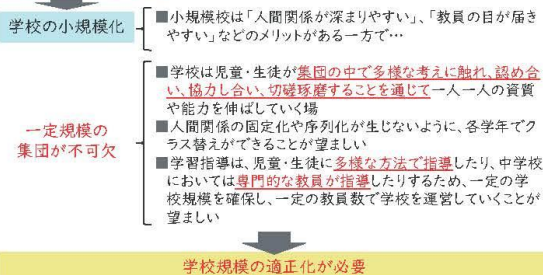 学校の小規模化
■小規模校は「人間関係が深まりやすい」、「教員の目が届き
やすい」などのメリットがある一方で…
一定規模の
集団が不可欠
■学校は児童・生徒が集団の中で多様な考えに触れ、認め合
い、協力し合い、切磋琢磨することを通じて一人一人の資質
や能力を伸ばしていく場
■人間関係の固定化や序列化が生じないように、各学年でク
ラス替えができることが望ましい
■学習指導は、児童・生徒に多様な方法で指導したり、中学校
においては専門的な教員が指導したりするため、一定の学
校規模を確保し、一定の教員数で学校を運営していくことが
望ましい
学校規模の適正化が必要